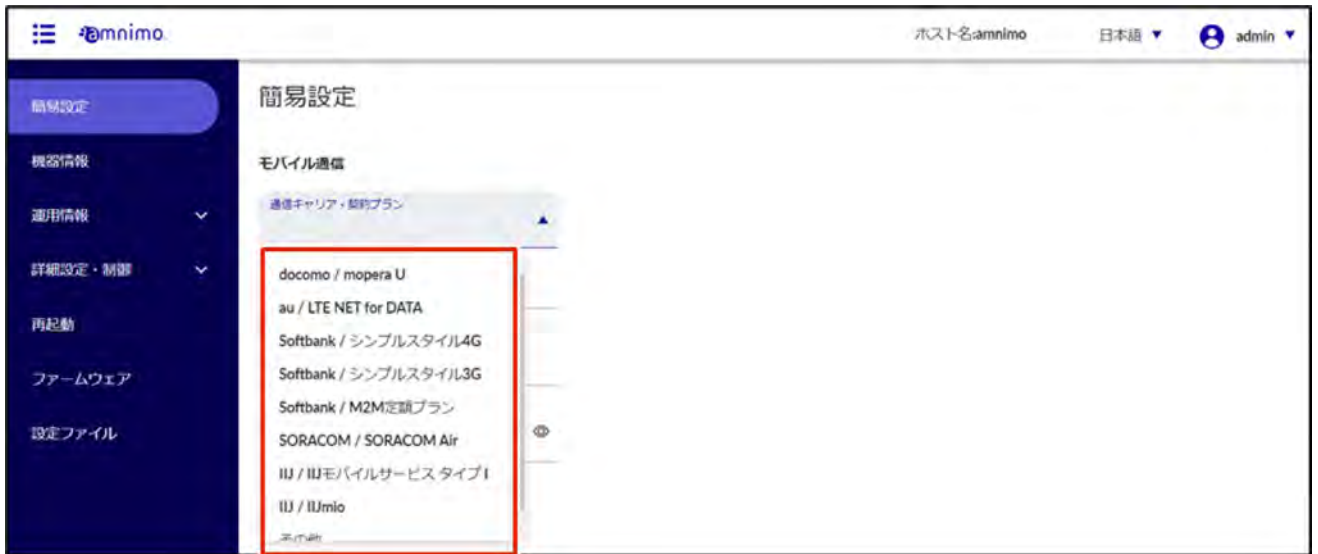 amnimo
ホスト名:amnimo
日本語 ▼
admin ▼
簡易設定
機器情報
運用情報
詳細設定・制御
再起動
ファームウェア
設定ファイル
簡易設定
モバイル通信
通信キャリア・契約プラン
docomo / mopera U
au / LTE NET for DATA
Softbank / シンプルスタイル4G
Softbank / シンプルスタイル3G
Softbank / M2M定額プラン
SORACOM / SORACOM Air
IIJ / IIJモバイルサービス タイプI
IIJ / IIJmio
その他